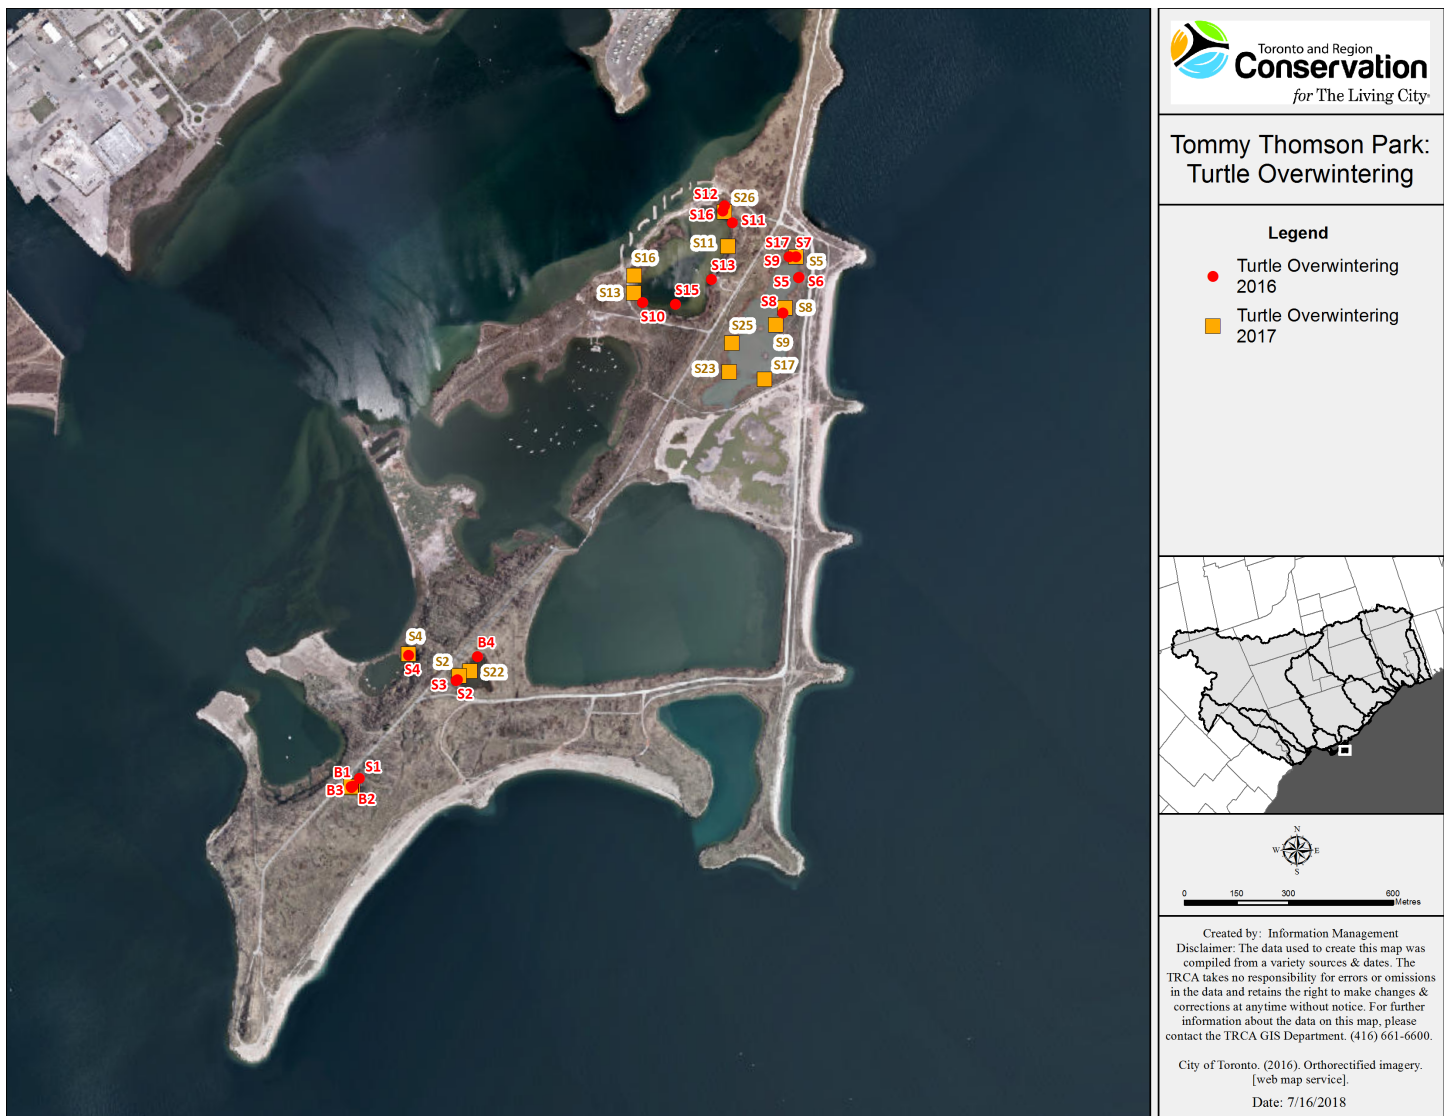 Toronto and Region
Conservation
for The Living City
Tommy Thomson Park:
Turtle Overwintering
Legend
Turtle Overwintering
2016
Turtle Overwintering
2017
S12
S26
S16
S11
S11
S17
S7
S9
S5
S16
S13
S5
S6
S13
S15
S10
S8
S8
S25
S9
S23
S17
S4
B4
S4
S2
S22
S3
S2
B1
S1
B3
B2
N
W
E
S
0
150
300
600
Metres
Created by: Information Management
Disclaimer: The data used to create this map was
compiled from a variety sources & dates. The
TRCA takes no responsibility for errors or omissions
in the data and retains the right to make changes &
corrections at anytime without notice. For further
information about the data on this map, please
contact the TRCA GIS Department. (416) 661-6600.
City of Toronto. (2016). Orthorectified imagery.
[web map service].
Date: 7/16/2018